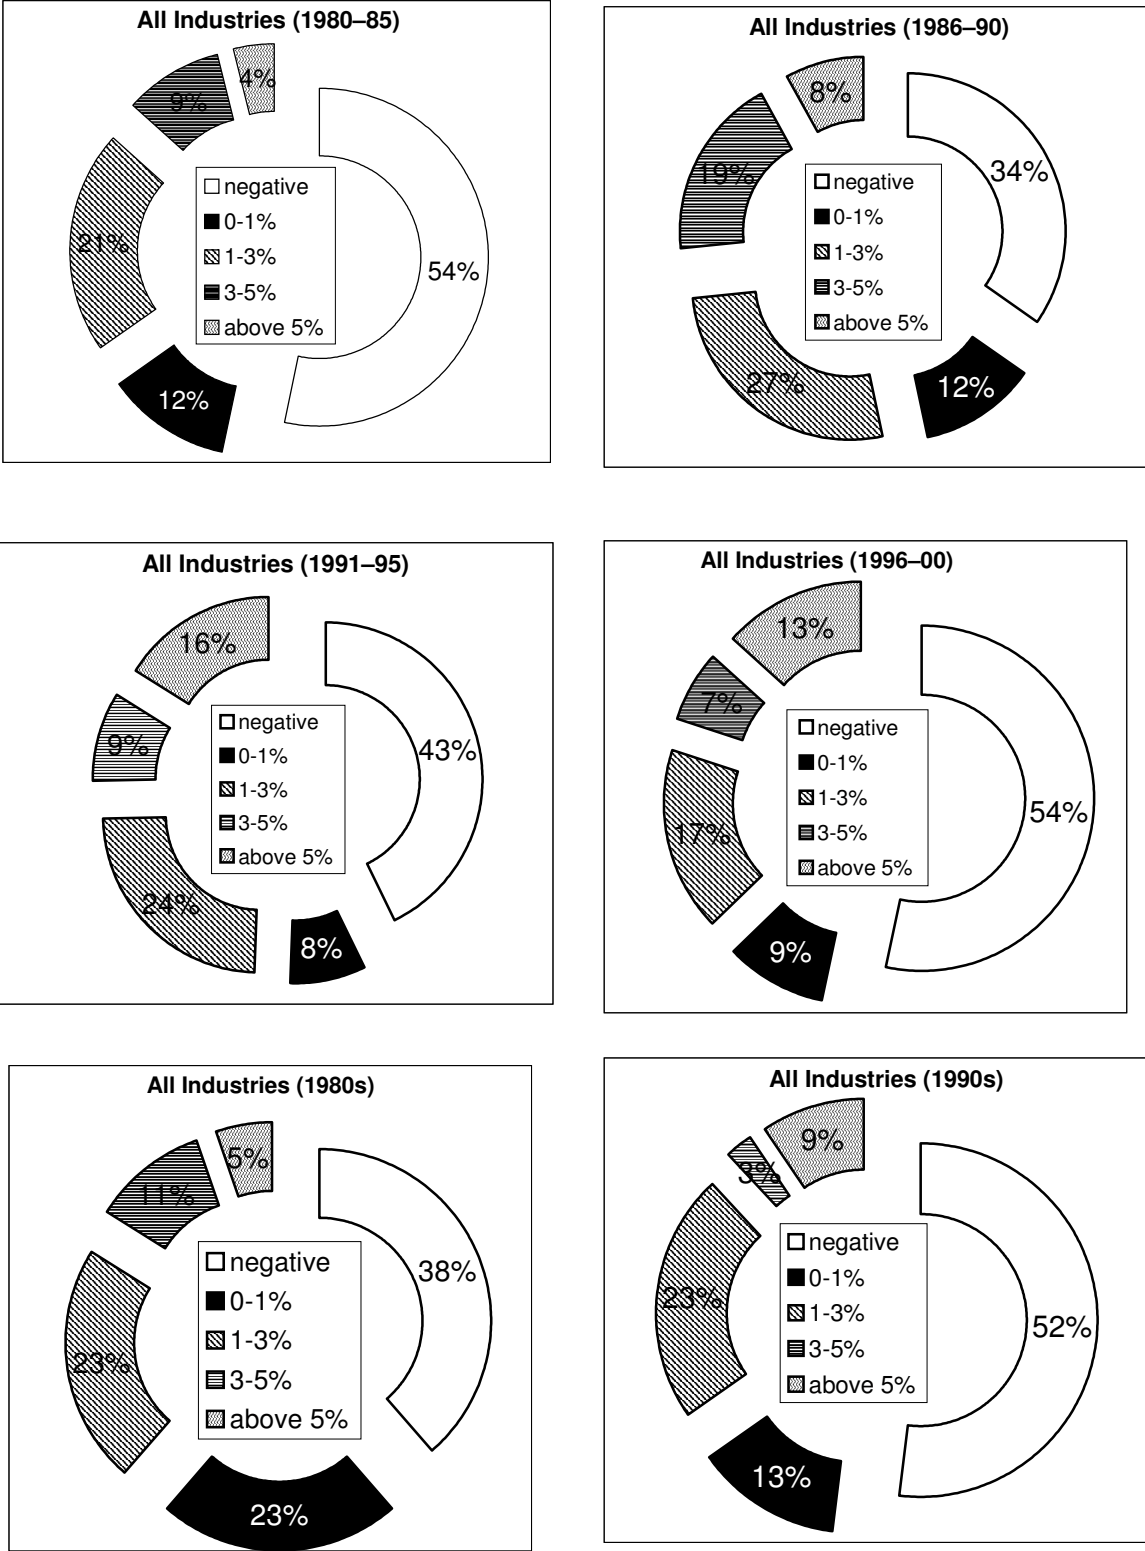 All Industries (1980–85)
4%
9%
21%
54%
12%
negative
0-1%
1-3%
3-5%
above 5%
All Industries (1986–90)
8%
19%
34%
27%
12%
negative
0-1%
1-3%
3-5%
above 5%
All Industries (1991–95)
16%
9%
43%
24%
8%
negative
0-1%
1-3%
3-5%
above 5%
All Industries (1996–00)
13%
7%
17%
54%
9%
negative
0-1%
1-3%
3-5%
above 5%
All Industries (1980s)
5%
11%
38%
23%
23%
negative
0-1%
1-3%
3-5%
above 5%
All Industries (1990s)
9%
3%
23%
52%
13%
negative
0-1%
1-3%
3-5%
above 5%